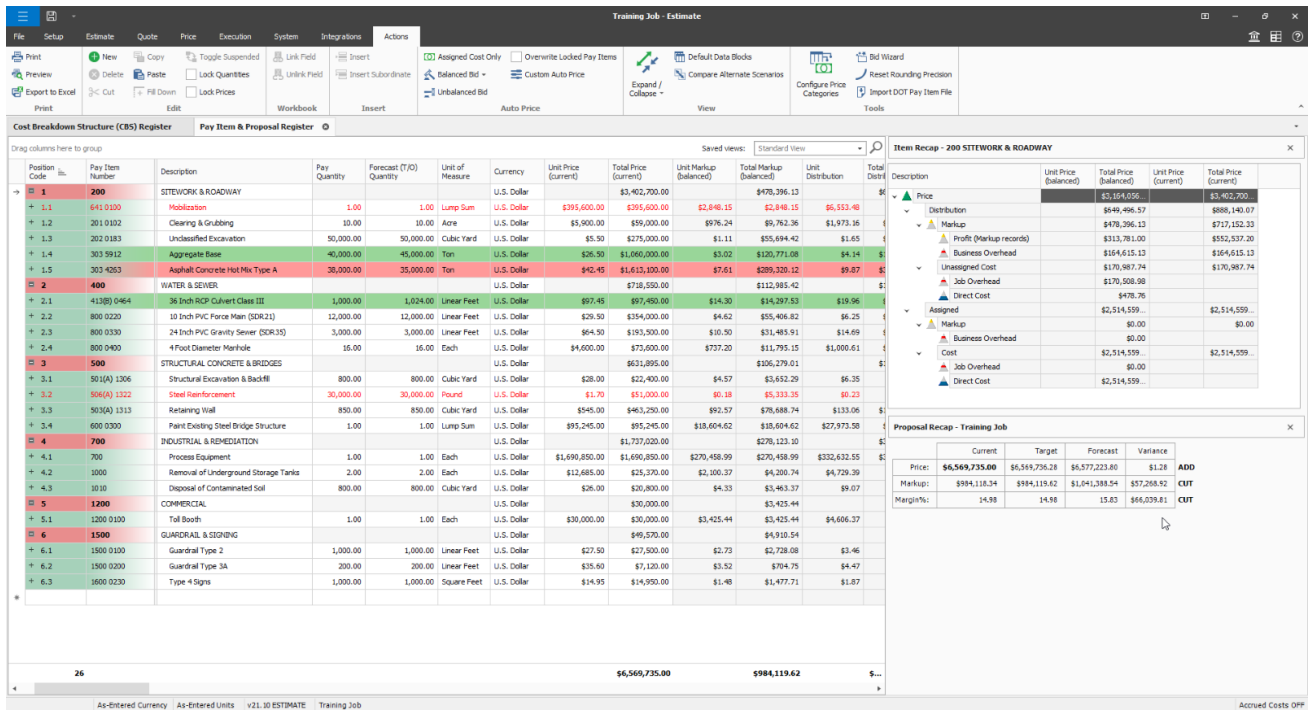 Training Job - Estimate
File Setup Estimate Quote Price Execution System Integrations Actions
Print New Copy Toggle Suspended Link Field Insert Assigned Cost Only Overwrite Locked Pay Items Default Data Blocks Bid Wizard
Preview Delete Paste Lock Quantities Unlink Field Insert Subordinate Balanced Bid Custom Auto Price Expand / Collapse Compare Alternate Scenarios Configure Price Categories Reset Rounding Precision
Export to Excel Cut Fill Down Lock Prices Unbalanced Bid Import DOT Pay Item File
Print Edit Workbook Insert Auto Price View Tools
Cost Breakdown Structure (CBS) Register Pay Item & Proposal Register
Drag columns here to group Saved views: Standard View
Position Code Pay Item Number Description Pay Quantity Forecast (T/O) Quantity Unit of Measure Currency Unit Price (current) Total Price (current) Unit Markup (balanced) Total Markup (balanced) Unit Distribution Total
1 200 SITEWORK & ROADWAY U.S. Dollar $3,402,700.00 $478,396.13
1.1 641 0100 Mobilization 1.00 1.00 Lump Sum U.S. Dollar $395,600.00 $395,600.00 $2,848.15 $2,848.15 $6,553.48
1.2 201 0102 Clearing & Grubbing 10.00 10.00 Acre U.S. Dollar $5,900.00 $59,000.00 $976.24 $9,762.36 $1,973.16
1.3 202 0183 Unclassified Excavation 50,000.00 50,000.00 Cubic Yard U.S. Dollar $5.50 $275,000.00 $1.11 $55,694.42 $1.65
1.4 303 5912 Aggregate Base 40,000.00 45,000.00 Ton U.S. Dollar $26.50 $1,060,000.00 $3.02 $120,771.08 $4.14
1.5 303 4263 Asphalt Concrete Hot Mix Type A 38,000.00 35,000.00 Ton U.S. Dollar $42.45 $1,613,100.00 $7.61 $289,320.12 $9.87
2 400 WATER & SEWER U.S. Dollar $718,550.00 $112,985.42
2.1 413(B) 0464 36 Inch RCP Culvert Class III 1,000.00 1,024.00 Linear Feet U.S. Dollar $97.45 $97,450.00 $14.30 $14,297.53 $19.96
2.2 800 0220 10 Inch PVC Force Main (SDR21) 12,000.00 12,000.00 Linear Feet U.S. Dollar $29.50 $354,000.00 $4.62 $55,406.82 $6.25
2.3 800 0330 24 Inch PVC Gravity Sewer (SDR35) 3,000.00 3,000.00 Linear Feet U.S. Dollar $64.50 $193,500.00 $10.50 $31,485.91 $14.69
2.4 800 0400 4 Foot Diameter Manhole 16.00 16.00 Each U.S. Dollar $4,600.00 $73,600.00 $737.20 $11,795.15 $1,000.61
3 500 STRUCTURAL CONCRETE & BRIDGES U.S. Dollar $631,895.00 $106,279.01
3.1 501(A) 1306 Structural Excavation & Backfill 800.00 800.00 Cubic Yard U.S. Dollar $28.00 $22,400.00 $4.57 $3,652.29 $6.35
3.2 506(A) 1322 Steel Reinforcement 30,000.00 30,000.00 Pound U.S. Dollar $1.70 $51,000.00 $0.18 $5,333.35 $0.23
3.3 503(A) 1313 Retaining Wall 850.00 850.00 Cubic Yard U.S. Dollar $545.00 $463,250.00 $92.57 $78,688.74 $133.06
3.4 600 0300 Paint Existing Steel Bridge Structure 1.00 1.00 Lump Sum U.S. Dollar $95,245.00 $95,245.00 $18,604.62 $18,604.62 $27,973.58
4 700 INDUSTRIAL & REMEDIATION U.S. Dollar $1,737,020.00 $278,123.10
4.1 700 Process Equipment 1.00 1.00 Each U.S. Dollar $1,690,850.00 $1,690,850.00 $270,458.99 $270,458.99 $332,632.55
4.2 1000 Removal of Underground Storage Tanks 2.00 2.00 Each U.S. Dollar $12,685.00 $25,370.00 $2,100.37 $4,200.74 $4,729.39
4.3 1010 Disposal of Contaminated Soil 800.00 800.00 Cubic Yard U.S. Dollar $26.00 $20,800.00 $4.33 $3,463.37 $9.07
5 1200 COMMERCIAL U.S. Dollar $30,000.00 $3,425.44
5.1 1200 0100 Toll Booth 1.00 1.00 Each U.S. Dollar $30,000.00 $30,000.00 $3,425.44 $3,425.44 $4,606.37
6 1500 GUARDRAIL & SIGNING U.S. Dollar $49,570.00 $4,910.54
6.1 1500 0100 Guardrail Type 2 1,000.00 1,000.00 Linear Feet U.S. Dollar $27.50 $27,500.00 $2.73 $2,728.08 $3.46
6.2 1500 0200 Guardrail Type 3A 200.00 200.00 Linear Feet U.S. Dollar $35.60 $7,120.00 $3.52 $704.75 $4.47
6.3 1600 0230 Type 4 Signs 1,000.00 1,000.00 Square Feet U.S. Dollar $14.95 $14,950.00 $1.48 $1,477.71 $1.87
26 $6,569,735.00 $984,119.62 $...
Item Recap - 200 SITEWORK & ROADWAY
Description Unit Price (balanced) Total Price (balanced) Unit Price (current) Total Price (current)
Price $3,164,056... $3,402,700...
Distribution $649,496.57 $888,140.07
Markup $478,396.13 $717,152.33
Profit (Markup records) $313,781.00 $552,537.20
Business Overhead $164,615.13 $164,615.13
Unassigned Cost $170,987.74 $170,987.74
Job Overhead $170,508.98
Direct Cost $478.76
Assigned $2,514,559... $2,514,559...
Markup $0.00 $0.00
Business Overhead $0.00
Cost $2,514,559... $2,514,559...
Job Overhead $0.00
Direct Cost $2,514,559...
Proposal Recap - Training Job
Current Target Forecast Variance
Price: $6,569,735.00 $6,569,736.28 $6,577,223.80 $1.28 ADD
Markup: $984,118.34 $984,119.62 $1,041,388.54 $57,268.92 CUT
Margin%: 14.98 14.98 15.83 $66,039.81 CUT
As-Entered Currency As-Entered Units v21.10 ESTIMATE Training Job Accrued Costs OFF